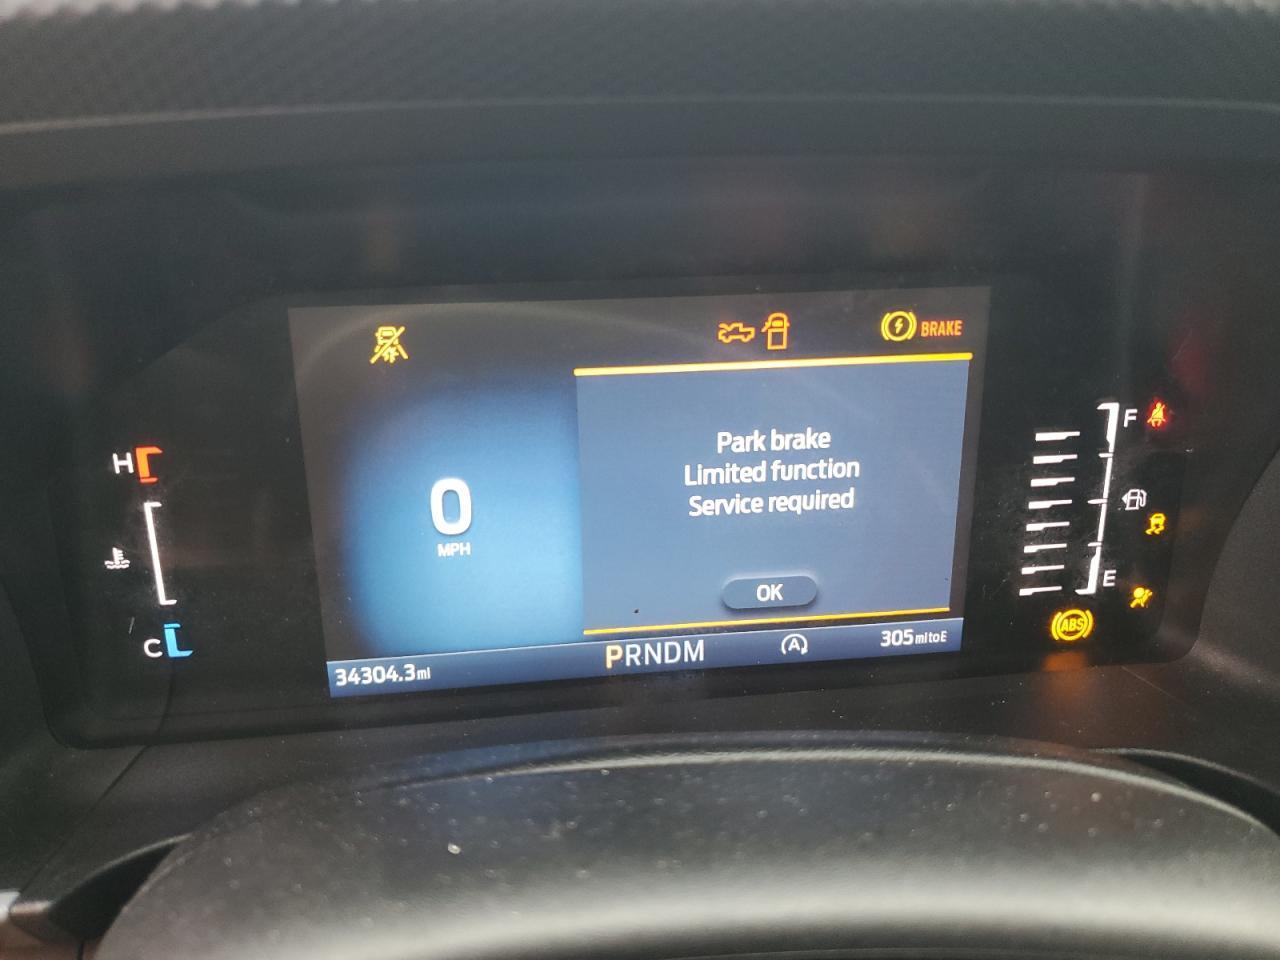 BRAKE
Park brake
Limited function
Service required
OK
H
C
0
MPH
F
E
ABS
34304.3mi
PRNDM
A
305mitoE